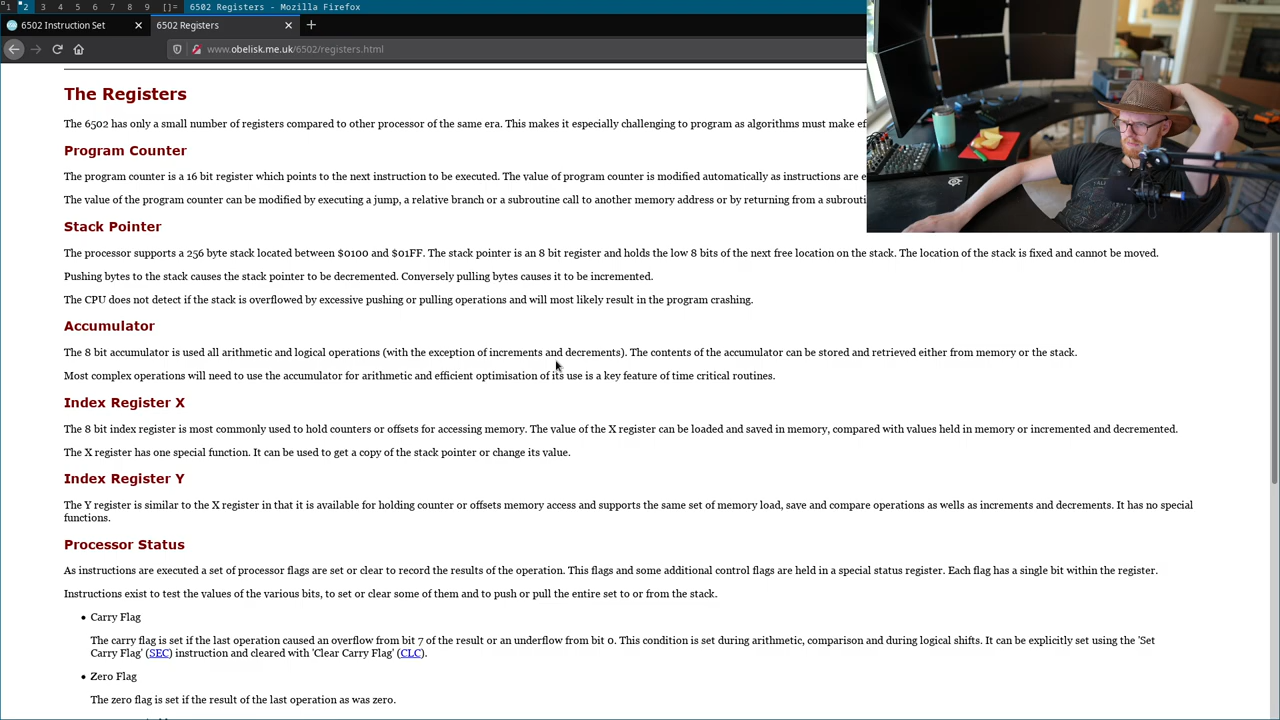 1 2 3 4 5 6 7 8 9 []= 6502 Registers - Mozilla Firefox
6502 Instruction Set
6502 Registers
www.obelisk.me.uk/6502/registers.html
The Registers
The 6502 has only a small number of registers compared to other processor of the same era. This makes it especially challenging to program as algorithms must make ef
Program Counter
The program counter is a 16 bit register which points to the next instruction to be executed. The value of program counter is modified automatically as instructions are e
The value of the program counter can be modified by executing a jump, a relative branch or a subroutine call to another memory address or by returning from a subrouti
Stack Pointer
The processor supports a 256 byte stack located between $0100 and $01FF. The stack pointer is an 8 bit register and holds the low 8 bits of the next free location on the stack. The location of the stack is fixed and cannot be moved.
Pushing bytes to the stack causes the stack pointer to be decremented. Conversely pulling bytes causes it to be incremented.
The CPU does not detect if the stack is overflowed by excessive pushing or pulling operations and will most likely result in the program crashing.
Accumulator
The 8 bit accumulator is used all arithmetic and logical operations (with the exception of increments and decrements). The contents of the accumulator can be stored and retrieved either from memory or the stack.
Most complex operations will need to use the accumulator for arithmetic and efficient optimisation of its use is a key feature of time critical routines.
Index Register X
The 8 bit index register is most commonly used to hold counters or offsets for accessing memory. The value of the X register can be loaded and saved in memory, compared with values held in memory or incremented and decremented.
The X register has one special function. It can be used to get a copy of the stack pointer or change its value.
Index Register Y
The Y register is similar to the X register in that it is available for holding counter or offsets memory access and supports the same set of memory load, save and compare operations as wells as increments and decrements. It has no special
functions.
Processor Status
As instructions are executed a set of processor flags are set or clear to record the results of the operation. This flags and some additional control flags are held in a special status register. Each flag has a single bit within the register.
Instructions exist to test the values of the various bits, to set or clear some of them and to push or pull the entire set to or from the stack.
• Carry Flag
The carry flag is set if the last operation caused an overflow from bit 7 of the result or an underflow from bit 0. This condition is set during arithmetic, comparison and during logical shifts. It can be explicitly set using the 'Set
Carry Flag' (SEC) instruction and cleared with 'Clear Carry Flag' (CLC).
• Zero Flag
The zero flag is set if the result of the last operation as was zero.